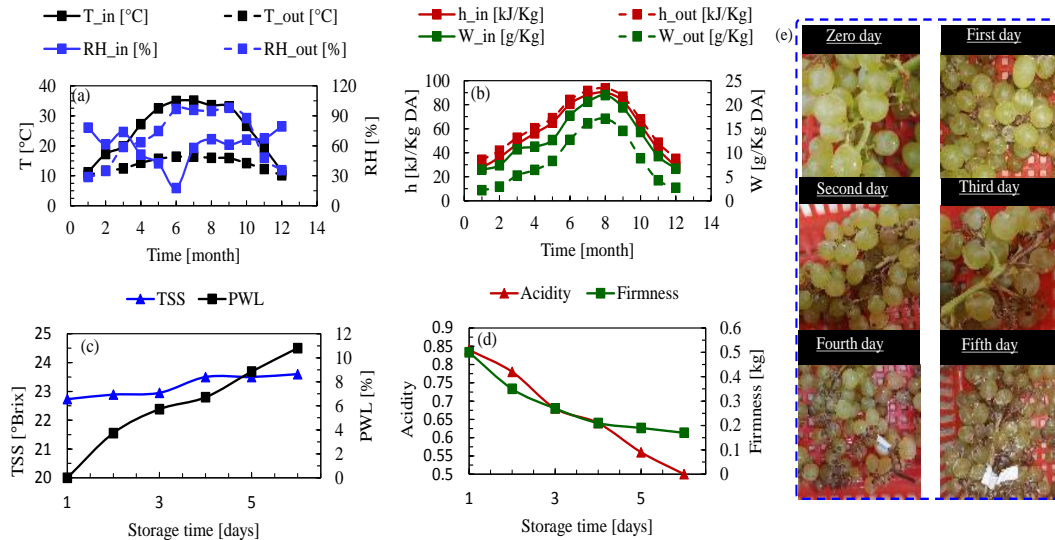 T_in [°C]
T_out [°C]
RH_in [%]
RH_out [%]
(a)
T [°C]
40
30
20
10
0
RH [%]
120
90
60
30
0
0 2 4 6 8 10 12 14
Time [month]
h_in [kJ/Kg]
h_out [kJ/Kg]
W_in [g/Kg]
W_out [g/Kg]
(b)
h [kJ/Kg DA]
100
80
60
40
20
0
W [g/Kg DA]
25
20
15
10
5
0
0 2 4 6 8 10 12 14
Time [month]
TSS
PWL
(c)
TSS [°Brix]
25
24
23
22
21
20
PWL [%]
12
10
8
6
4
2
0
1 3 5
Storage time [days]
Acidity
Firmness
(d)
Acidity
0.9
0.85
0.8
0.75
0.7
0.65
0.6
0.55
0.5
Firmness [kg]
0.6
0.5
0.4
0.3
0.2
0.1
0
1 3 5
Storage time [days]
(e)
Zero day
First day
Second day
Third day
Fourth day
Fifth day